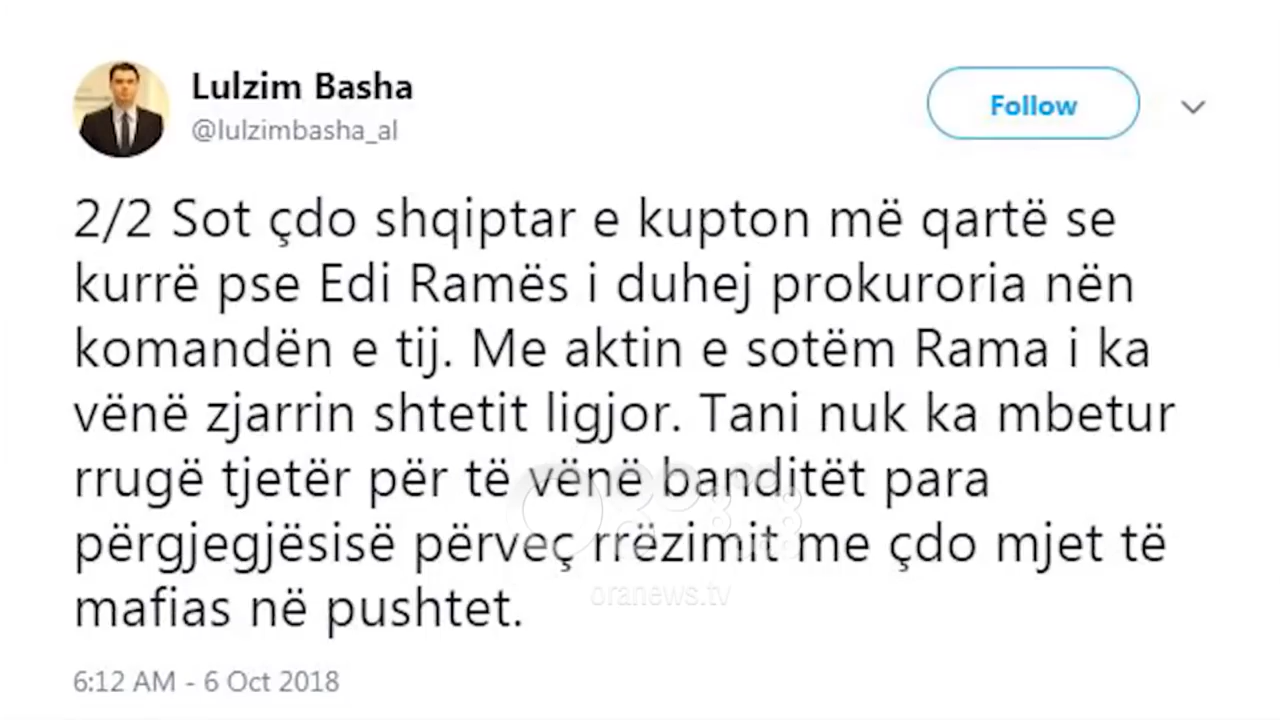 Lulzim Basha
@lulzimbasha_al
Follow
2/2 Sot çdo shqiptar e kupton më qartë se
kurrë pse Edi Ramës i duhej prokuroria nën
komandën e tij. Me aktin e sotëm Rama i ka
vënë zjarrin shtetit ligjor. Tani nuk ka mbetur
rrugë tjetër për të vënë banditët para
përgjegjësisë përveç rrëzimit me çdo mjet të
mafias në pushtet.
oranews.tv
6:12 AM - 6 Oct 2018